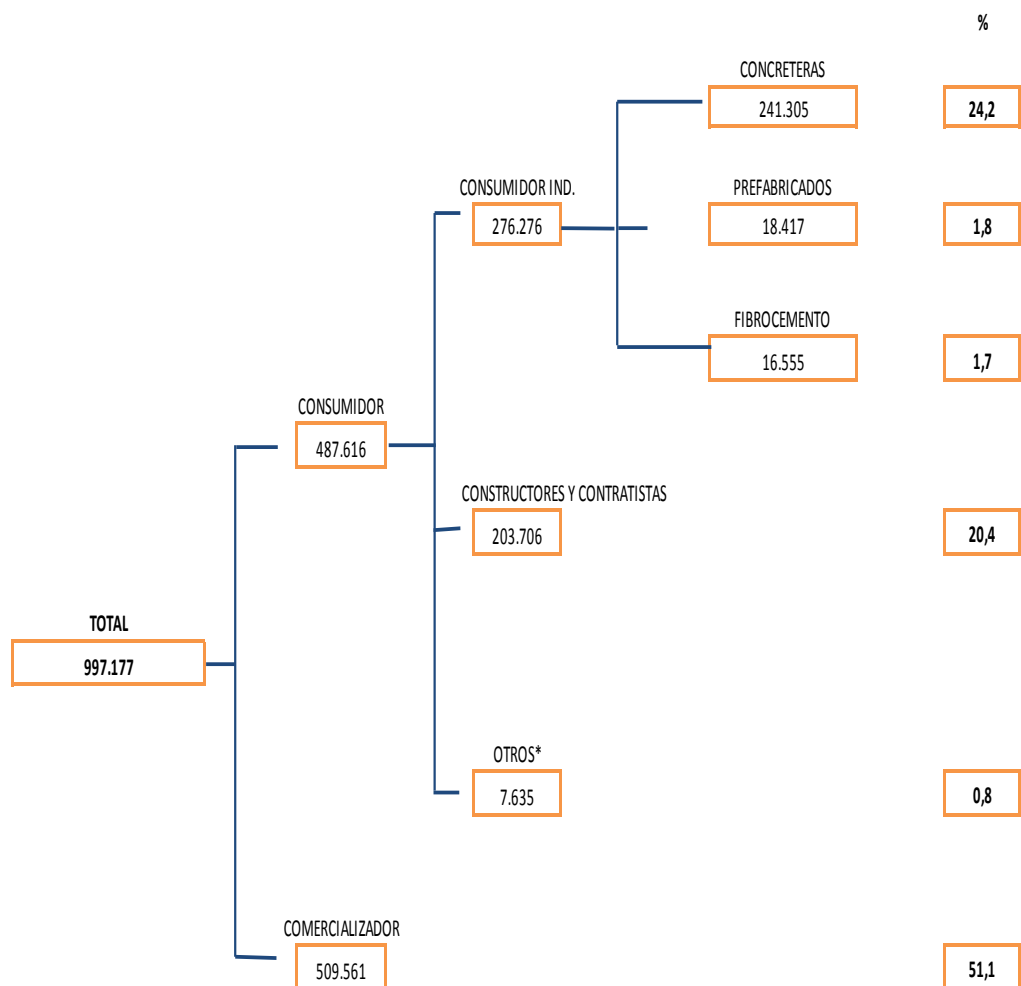 %
CONCRETERAS
241.305
24,2
CONSUMIDOR IND.
PREFABRICADOS
276.276
18.417
1,8
FIBROCEMENTO
16.555
1,7
CONSUMIDOR
487.616
CONSTRUCTORES Y CONTRATISTAS
203.706
20,4
TOTAL
997.177
OTROS*
7.635
0,8
COMERCIALIZADOR
509.561
51,1